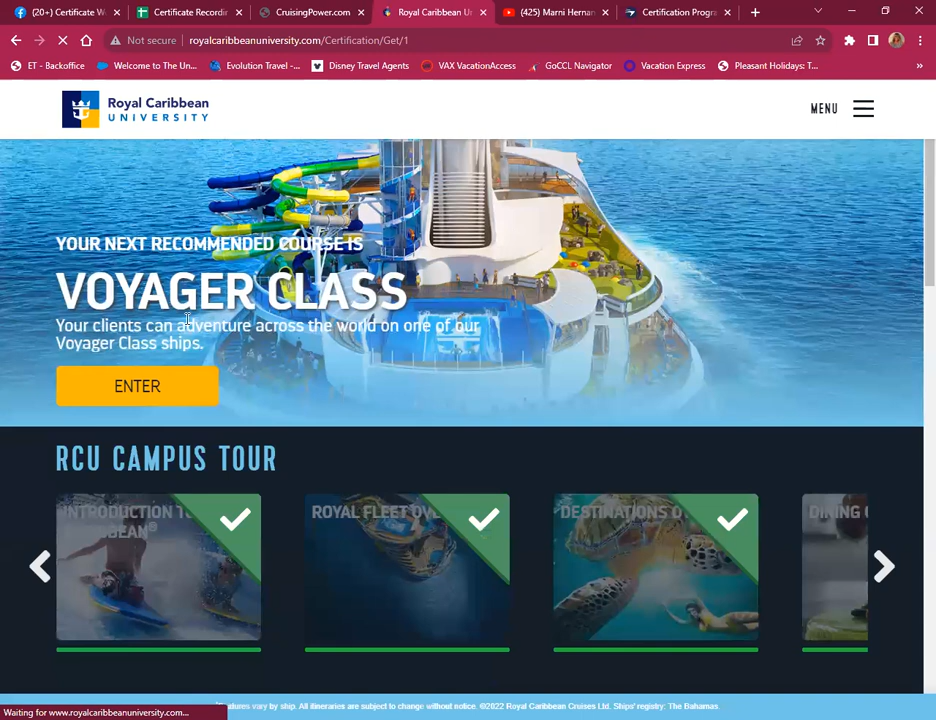 (20+) Certificate W
Certificate Recordin
CruisingPower.com
Royal Caribbean Un
(425) Marni Hernan
Certification Progra
Not secure
royalcaribbeanuniversity.com/Certification/Get/1
ET - Backoffice
Welcome to The Un...
Evolution Travel -...
Disney Travel Agents
VAX VacationAccess
GoCCL Navigator
Vacation Express
Pleasant Holidays: T...
»
Royal Caribbean
UNIVERSITY
MENU
YOUR NEXT RECOMMENDED COURSE IS
VOYAGER CLASS
Your clients can adventure across the world on one of our
Voyager Class ships.
ENTER
RCU CAMPUS TOUR
INTRODUCTION T
BEAN®
ROYAL FLEET OV
DESTINATIONS O
DINING
Waiting for www.royalcaribbeanuniversity.com...
vary by ship. All itineraries are subject to change without notice. ©2022 Royal Caribbean Cruises Ltd. Ships' registry: The Bahamas.